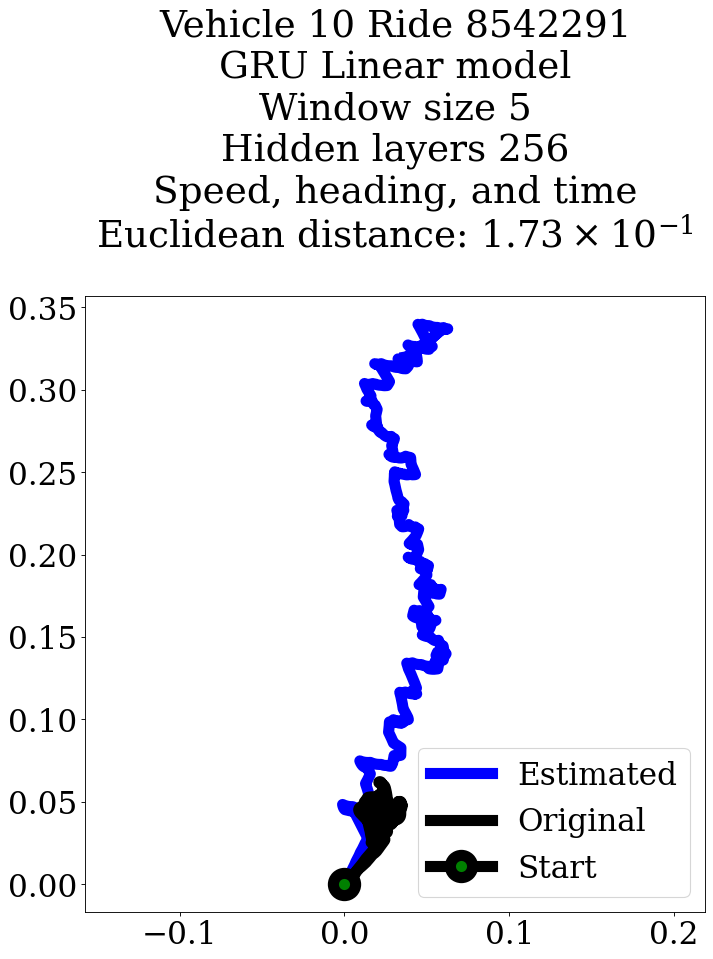 Vehicle 10 Ride 8542291
GRU Linear model
Window size 5
Hidden layers 256
Speed, heading, and time
Euclidean distance: 1.73 × 10⁻¹
0.35
0.30
0.25
0.20
0.15
0.10
0.05
0.00
Estimated
Original
Start
−0.1 0.0 0.1 0.2